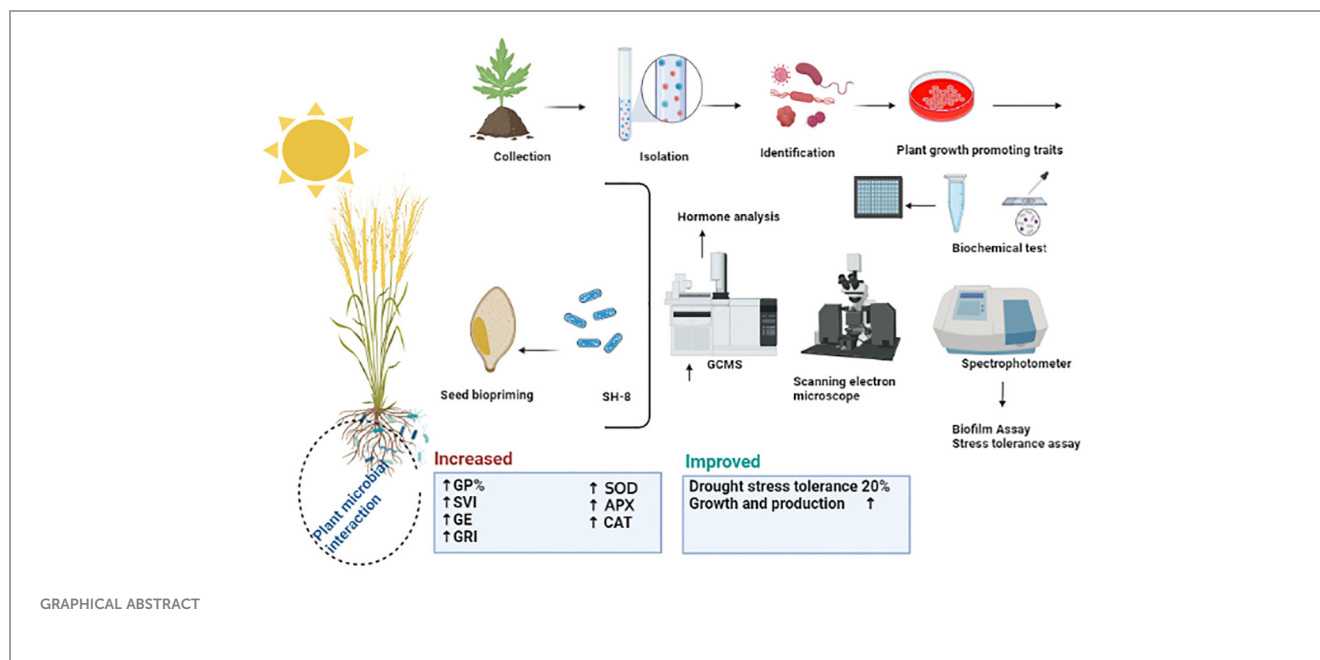 Collection
Isolation
Identification
Plant growth promoting traits
Biochemical test
Hormone analysis
GCMS
Scanning electron
microscope
Spectrophotometer
Biofilm Assay
Stress tolerance assay
Seed biopriming
SH-8
Plant microbial
interaction
Increased
↑GP%
↑SVI
↑GE
↑GRI
↑ SOD
↑ APX
↑ CAT
Improved
Drought stress tolerance 20%
Growth and production ↑
GRAPHICAL ABSTRACT